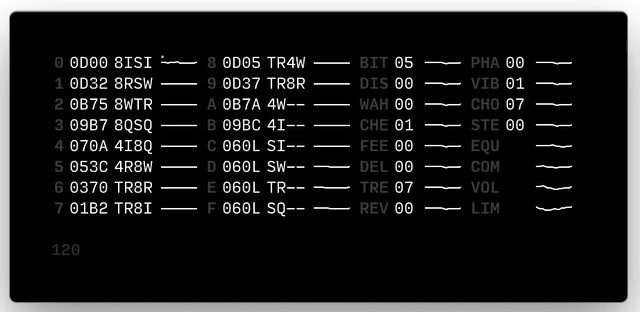 0 0D00 8ISI 8 0D05 TR4W BIT 05 PHA 00
1 0D32 8RSW 9 0D37 TR8R DIS 00 VIB 01
2 0B75 8WTR A 0B7A 4W-- WAH 00 CHO 07
3 09B7 8QSQ B 09BC 4I-- CHE 01 STE 00
4 070A 4I8Q C 060L SI-- FEE 00 EQU
5 053C 4R8W D 060L SW-- DEL 00 COM
6 0370 TR8R E 060L TR-- TRE 07 VOL
7 01B2 TR8I F 060L SQ-- REV 00 LIM
120